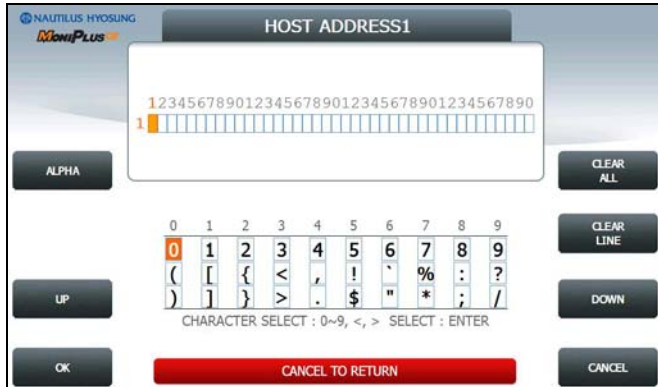 NAUTILUS HYOSUNG
MoniPlus
HOST ADDRESS1
1234567890123456789012345678901234567890
1
ALPHA
CLEAR
ALL
0 1 2 3 4 5 6 7 8 9
0 1 2 3 4 5 6 7 8 9
CLEAR
LINE
( [ { < , ! ` % : ?
) ] } > . $ " * ; /
UP
DOWN
CHARACTER SELECT : 0~9, <, > SELECT : ENTER
OK
CANCEL TO RETURN
CANCEL